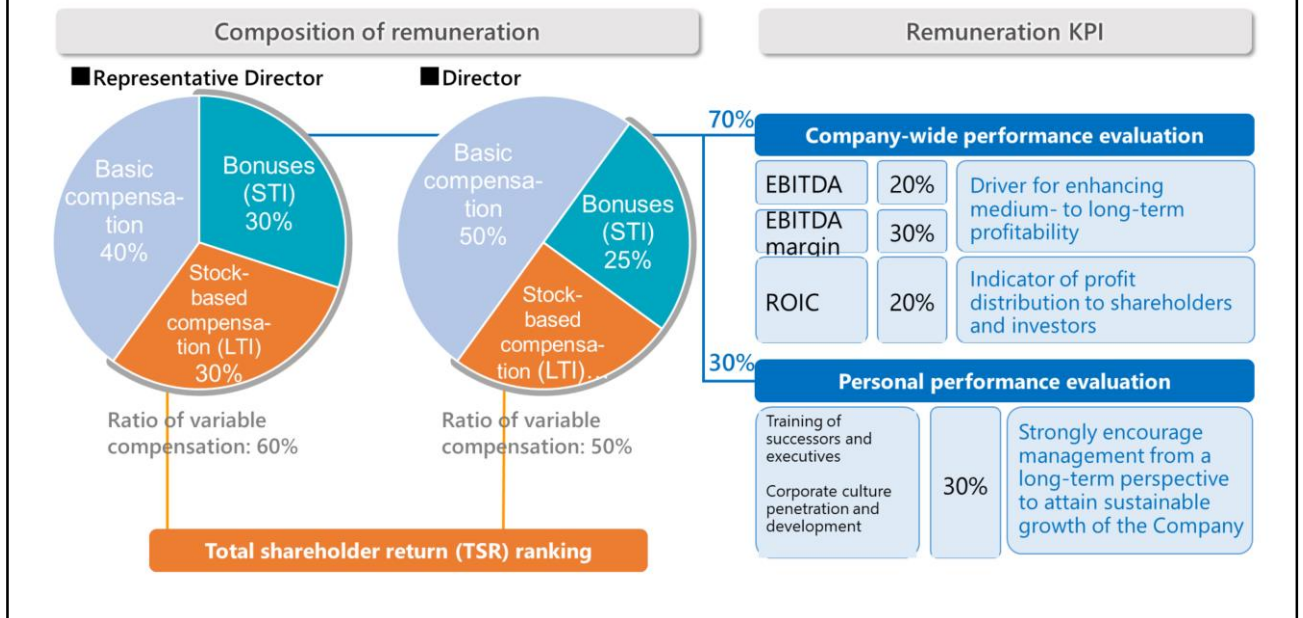 Composition of remuneration
Remuneration KPI
■Representative Director
■Director
Basic
compensa-
tion
40%
Bonuses
(STI)
30%
Stock-
based
compensa-
tion (LTI)
30%
Ratio of variable
compensation: 60%
Basic
compensa-
tion
50%
Bonuses
(STI)
25%
Stock-
based
compensa-
tion (LTI)...
Ratio of variable
compensation: 50%
Total shareholder return (TSR) ranking
70%
Company-wide performance evaluation
EBITDA
20%
EBITDA
margin
30%
Driver for enhancing
medium- to long-term
profitability
ROIC
20%
Indicator of profit
distribution to shareholders
and investors
30%
Personal performance evaluation
Training of
successors and
executives
Corporate culture
penetration and
development
30%
Strongly encourage
management from a
long-term perspective
to attain sustainable
growth of the Company